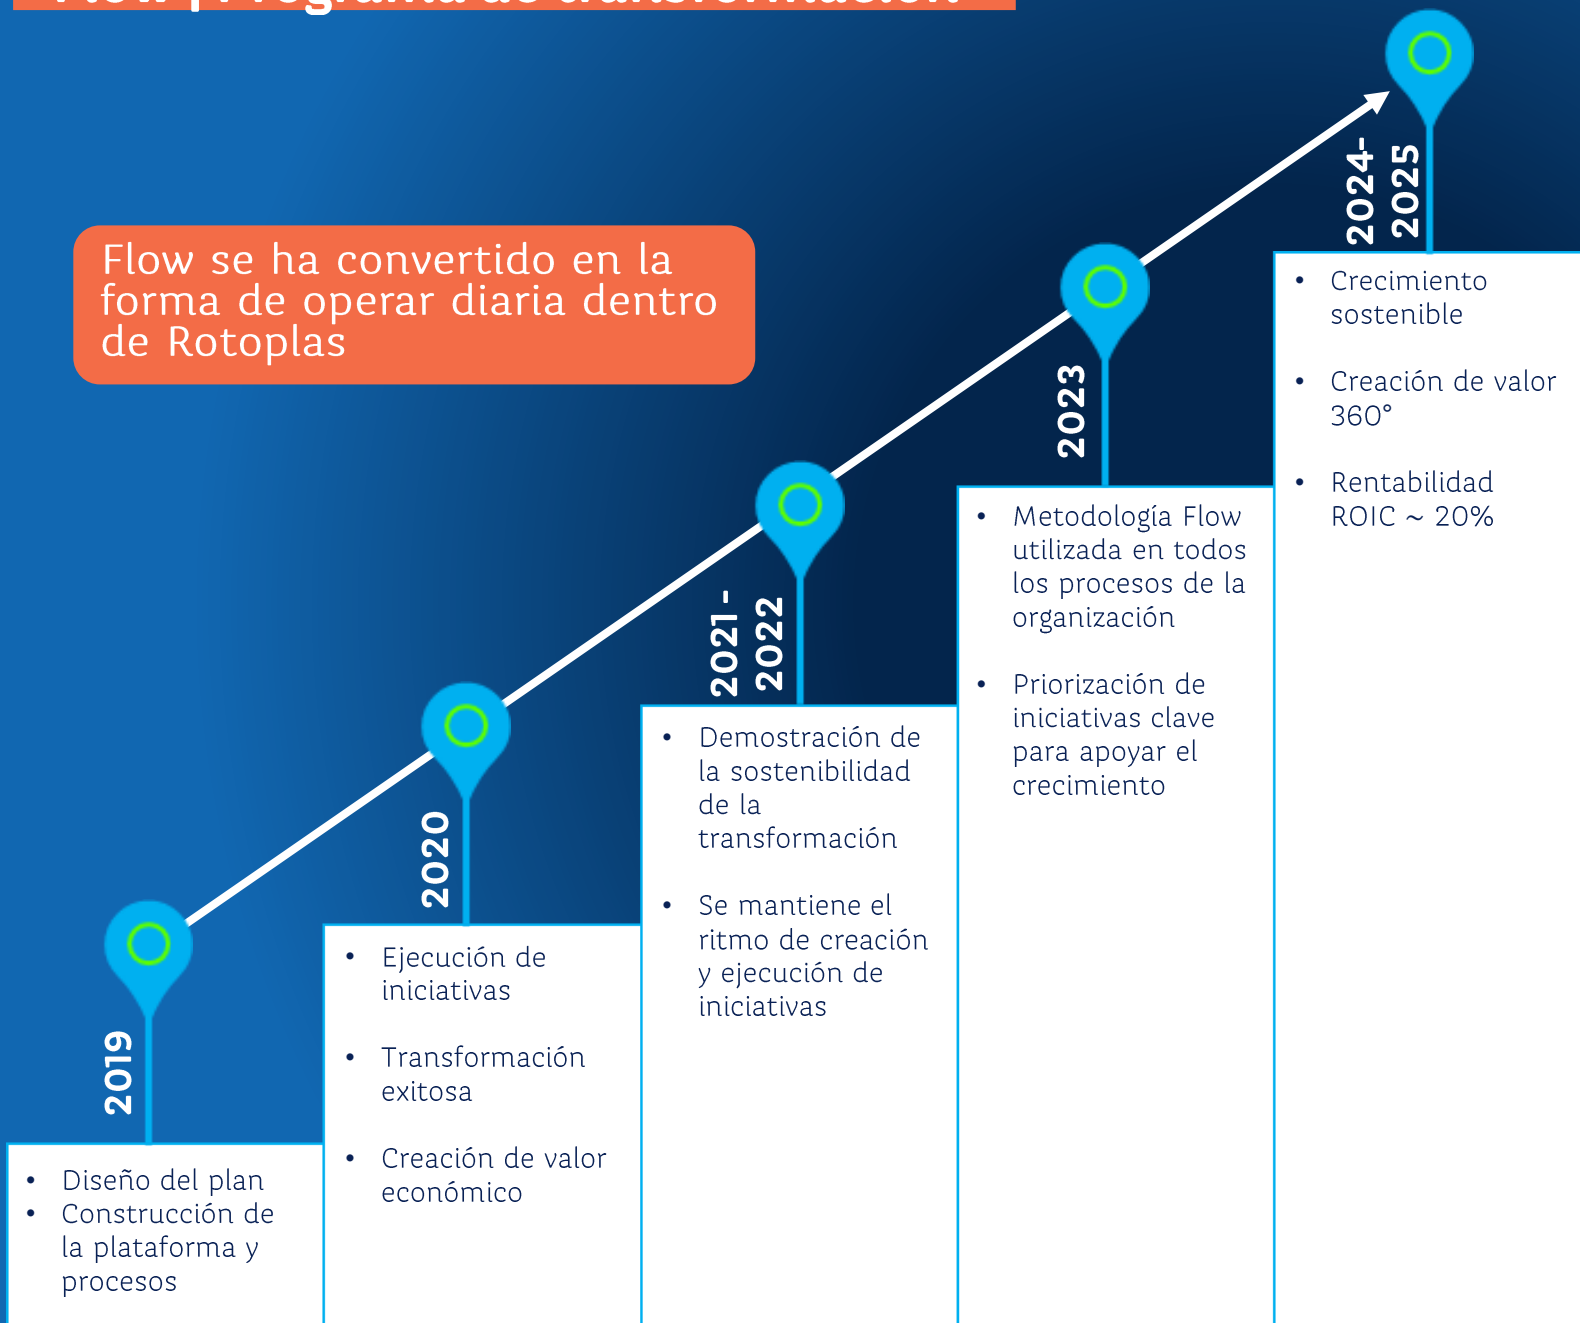 Flow | Programa de transformación
Flow se ha convertido en la
forma de operar diaria dentro
de Rotoplas
2019
• Diseño del plan
• Construcción de
la plataforma y
procesos
2020
• Ejecución de
iniciativas
• Transformación
exitosa
• Creación de valor
económico
2021-
2022
• Demostración de
la sostenibilidad
de la
transformación
• Se mantiene el
ritmo de creación
y ejecución de
iniciativas
2023
• Metodología Flow
utilizada en todos
los procesos de la
organización
• Priorización de
iniciativas clave
para apoyar el
crecimiento
2024-
2025
• Crecimiento
sostenible
• Creación de valor
360°
• Rentabilidad
ROIC ~ 20%